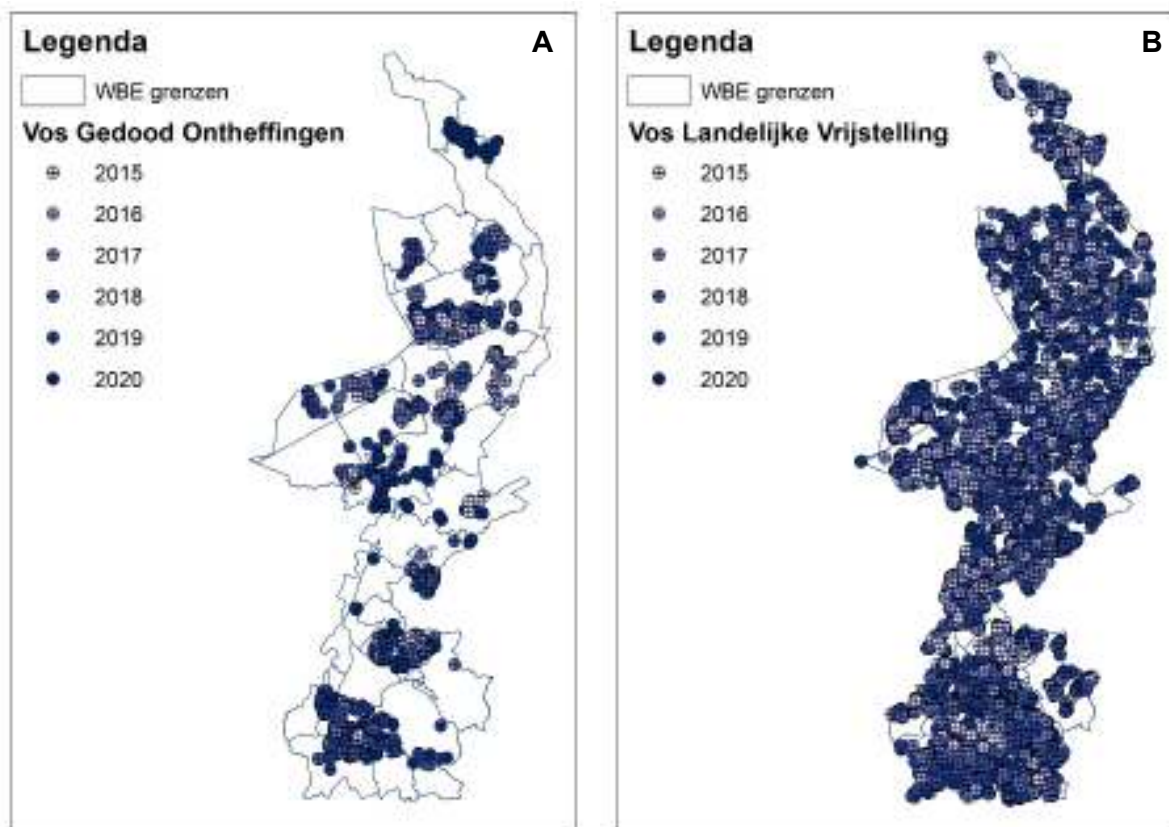 Legenda
A
WBE grenzen
Vos Gedood Ontheffingen
2015
2016
2017
2018
2019
2020
Legenda
B
WBE grenzen
Vos Landelijke Vrijstelling
2015
2016
2017
2018
2019
2020